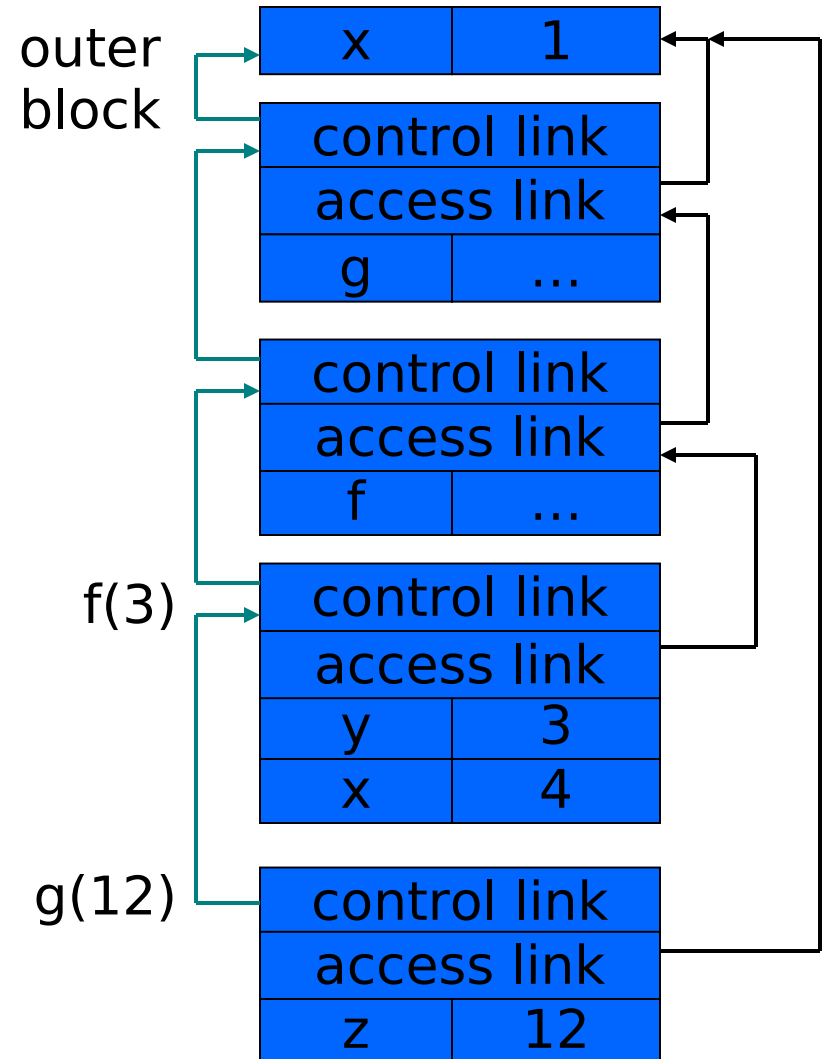 outer
block
x 1
control link
access link
g ...
control link
access link
f ...
f(3)
control link
access link
y 3
x 4
g(12)
control link
access link
z 12